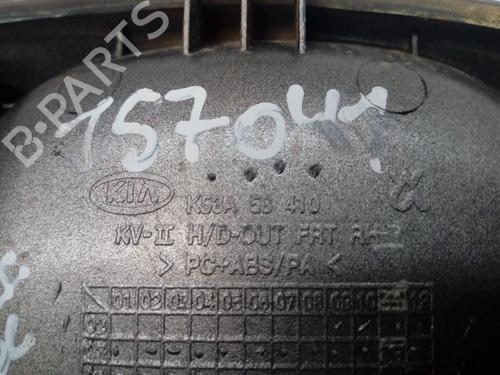 B-PARTS
157041
KIA K53A 58 410
KV-II H/D-OUT FRT RH
> PC+ABS/PA <
01 02 03 04 05 06 07 08 09 10 11 12